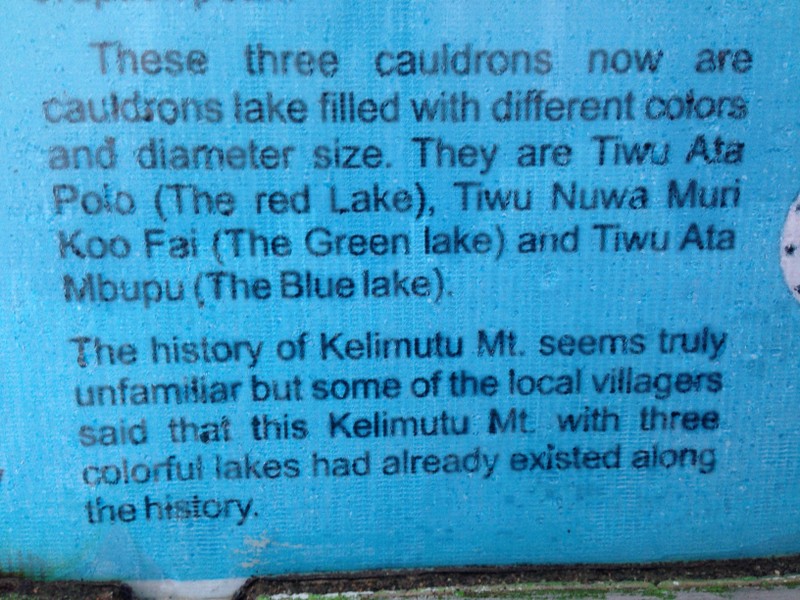 These three cauldrons now are
cauldrons lake filled with different colors
and diameter size. They are Tiwu Ata
Polo (The red Lake), Tiwu Nuwa Muri
Koo Fai (The Green lake) and Tiwu Ata
Mbupu (The Blue lake).
The history of Kelimutu Mt. seems truly
unfamiliar but some of the local villagers
said that this Kelimutu Mt. with three
colorful lakes had already existed along
the history.